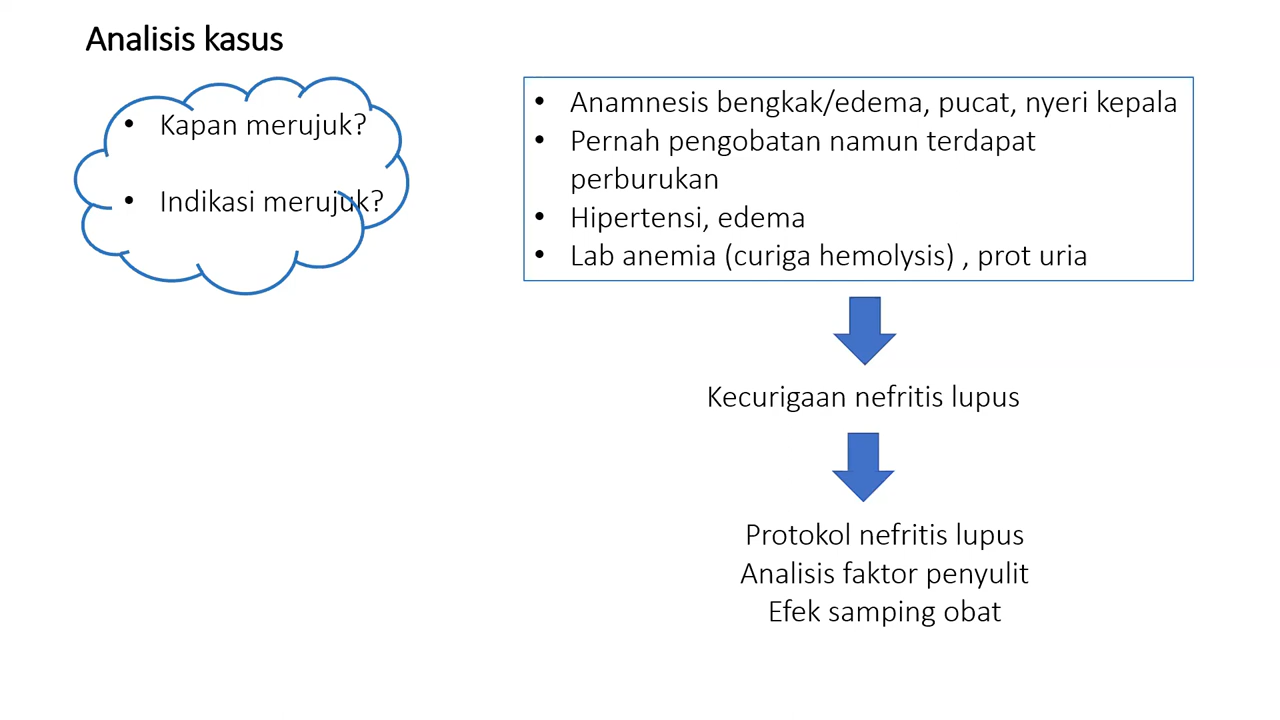 Analisis kasus
• Kapan merujuk?
• Indikasi merujuk?
• Anamnesis bengkak/edema, pucat, nyeri kepala
• Pernah pengobatan namun terdapat
perburukan
• Hipertensi, edema
• Lab anemia (curiga hemolysis) , prot uria
Kecurigaan nefritis lupus
Protokol nefritis lupus
Analisis faktor penyulit
Efek samping obat